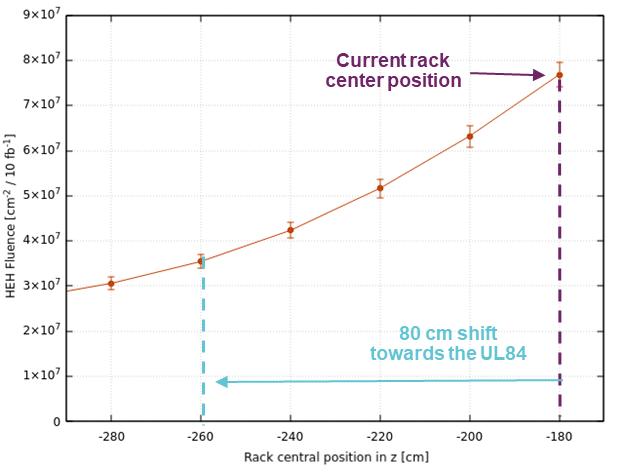 9×10⁷
8×10⁷
7×10⁷
6×10⁷
5×10⁷
4×10⁷
3×10⁷
2×10⁷
1×10⁷
0
HEH Fluence [cm⁻² / 10 fb⁻¹]
Current rack
center position
80 cm shift
towards the UL84
-280 -260 -240 -220 -200 -180
Rack central position in z [cm]